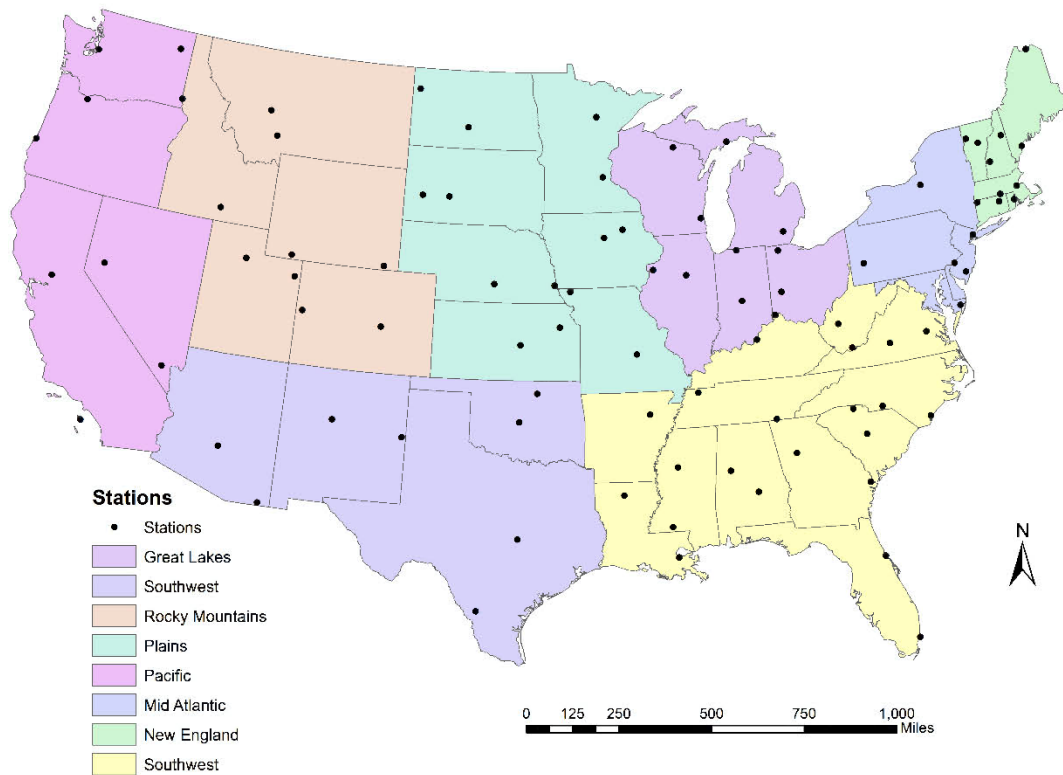 Stations
Stations
Great Lakes
Southwest
Rocky Mountains
Plains
Pacific
Mid Atlantic
New England
Southwest
N
0 125 250 500 750 1,000
Miles